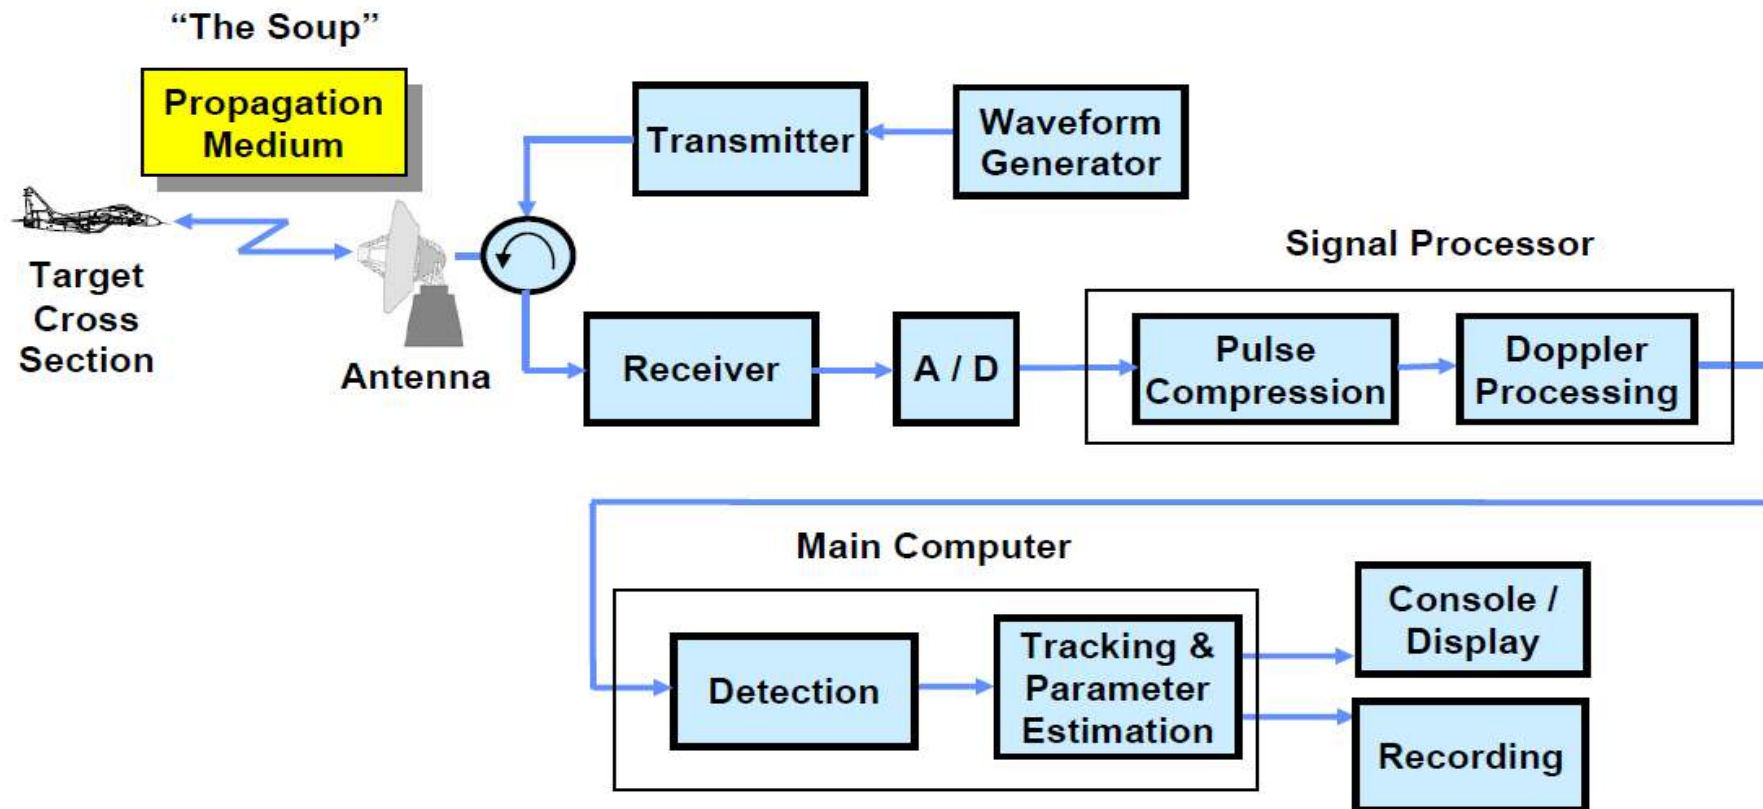 “The Soup”
Propagation
Medium
Transmitter
Waveform
Generator
Target
Cross
Section
Antenna
Signal Processor
Receiver
A / D
Pulse
Compression
Doppler
Processing
Main Computer
Detection
Tracking &
Parameter
Estimation
Console /
Display
Recording